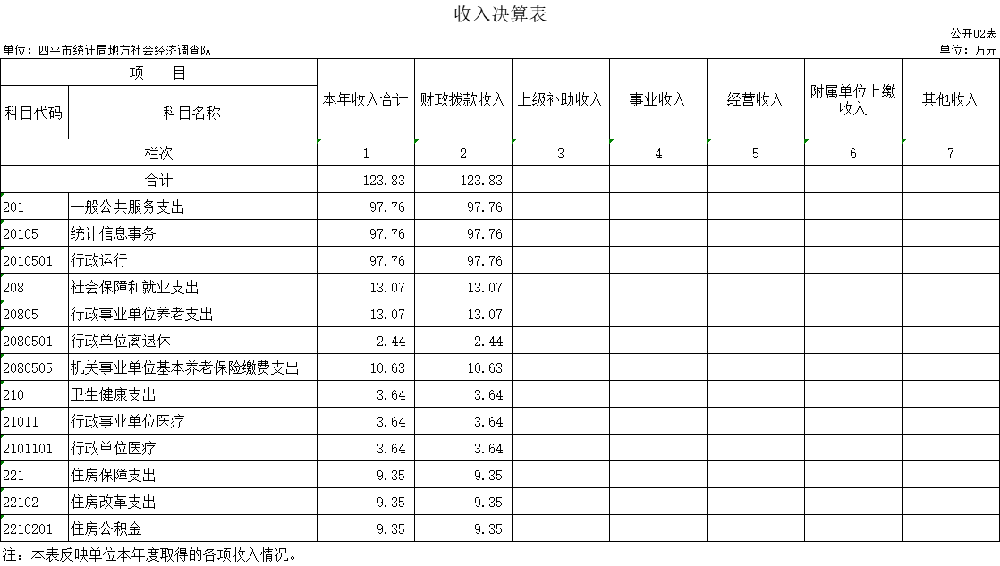 收入决算表
公开02表
单位：四平市统计局地方社会经济调查队 单位：万元
项 目 本年收入合计 财政拨款收入 上级补助收入 事业收入 经营收入 附属单位上缴收入 其他收入
科目代码 科目名称
栏次 1 2 3 4 5 6 7
合计 123.83 123.83
201 一般公共服务支出 97.76 97.76
20105 统计信息事务 97.76 97.76
2010501 行政运行 97.76 97.76
208 社会保障和就业支出 13.07 13.07
20805 行政事业单位养老支出 13.07 13.07
2080501 行政单位离退休 2.44 2.44
2080505 机关事业单位基本养老保险缴费支出 10.63 10.63
210 卫生健康支出 3.64 3.64
21011 行政事业单位医疗 3.64 3.64
2101101 行政单位医疗 3.64 3.64
221 住房保障支出 9.35 9.35
22102 住房改革支出 9.35 9.35
2210201 住房公积金 9.35 9.35
注：本表反映单位本年度取得的各项收入情况。